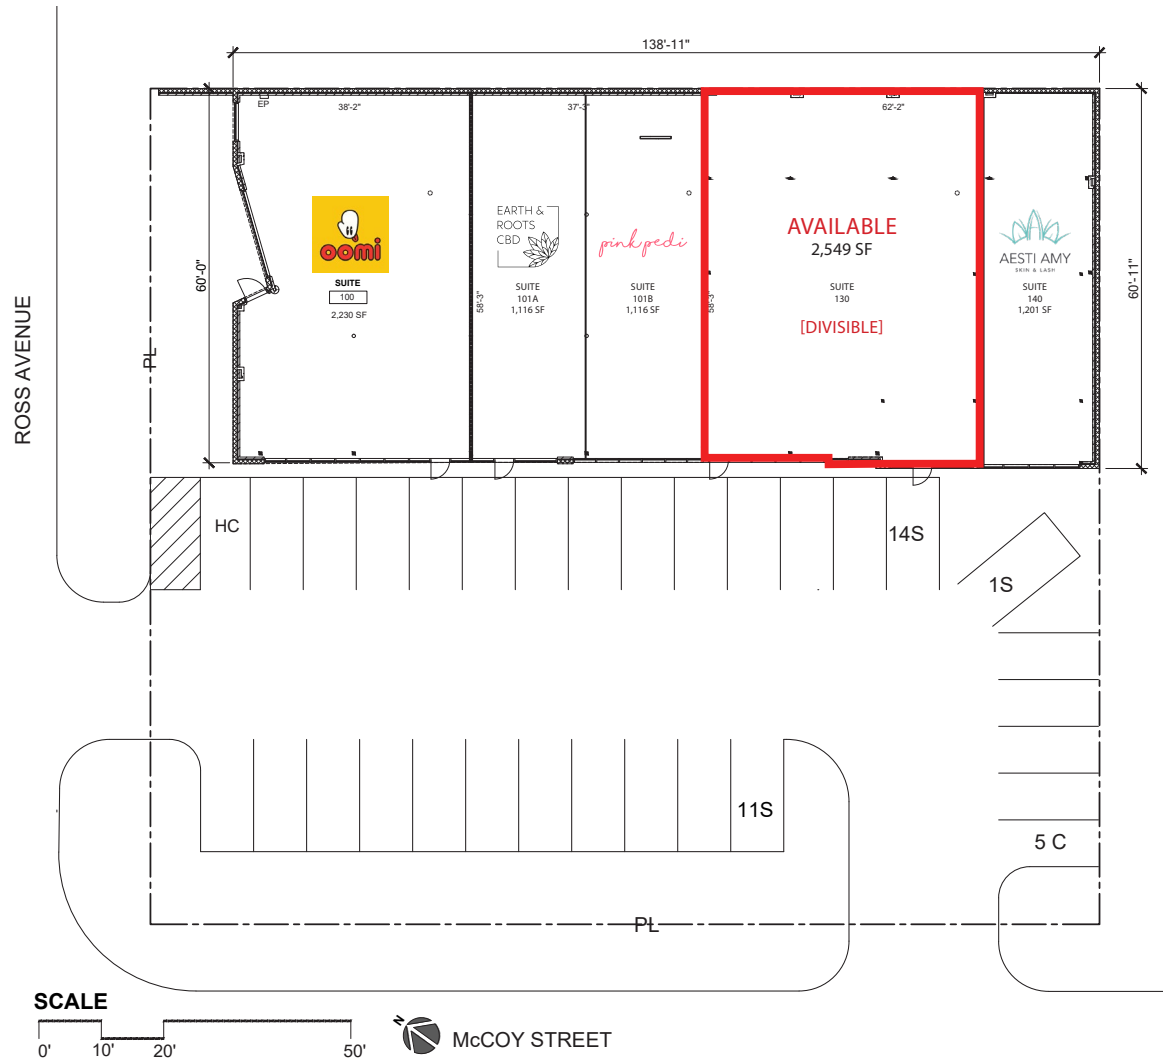 138'-11"
EP
38'-2"
37'-3"
62'-2"
60'-0"
58'-3"
58'-3"
60'-11"
oomi
SUITE
100
2,230 SF
EARTH &
ROOTS
CBD
SUITE
101A
1,116 SF
pink pedi
SUITE
101B
1,116 SF
AVAILABLE
2,549 SF
SUITE
130
[DIVISIBLE]
AESTI AMY
SKIN & LASH
SUITE
140
1,201 SF
ROSS AVENUE
PL
HC
14S
1S
11S
5 C
PL
SCALE
0' 10' 20' 50'
N
McCOY STREET